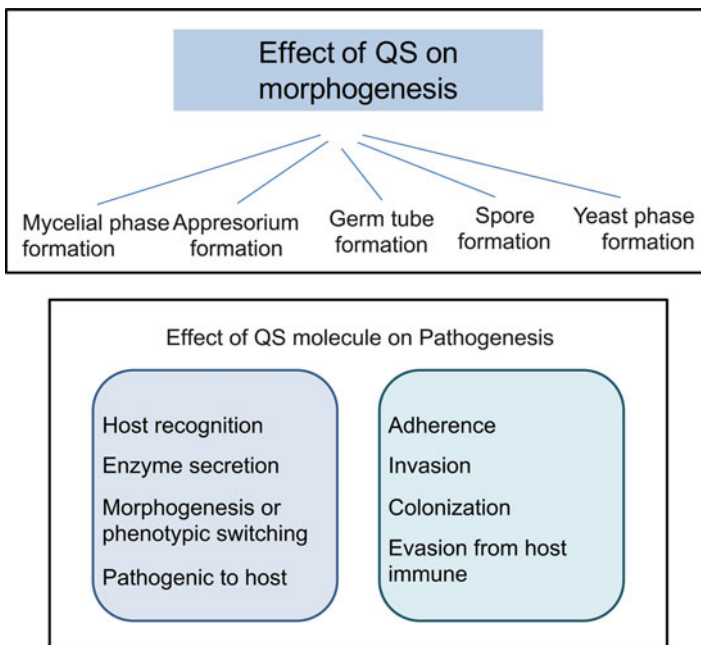 Effect of QS on
morphogenesis
Mycelial phase
formation
Appresorium
formation
Germ tube
formation
Spore
formation
Yeast phase
formation
Effect of QS molecule on Pathogenesis
Host recognition
Enzyme secretion
Morphogenesis or
phenotypic switching
Pathogenic to host
Adherence
Invasion
Colonization
Evasion from host
immune